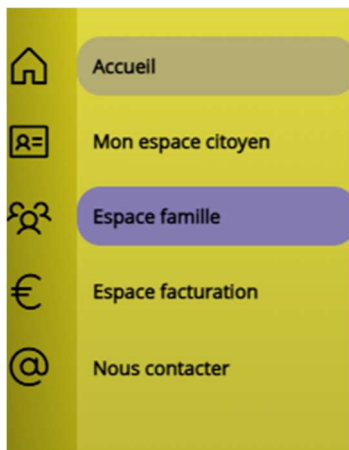 Accueil
Mon espace citoyen
Espace famille
Espace facturation
Nous contacter